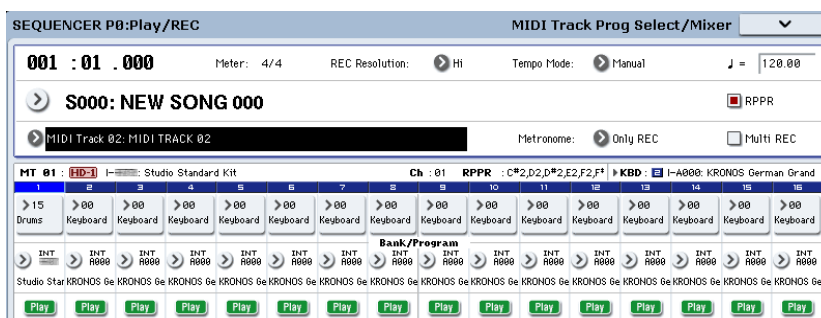 SEQUENCER P0:Play/REC MIDI Track Prog Select/Mixer
001 :01 .000 Meter: 4/4 REC Resolution: Hi Tempo Mode: Manual ♩ = 120.00
S000: NEW SONG 000 RPPR
MIDI Track 02: MIDI TRACK 02 Metronome: Only REC Multi REC
MT 01 : HD-1 I- : Studio Standard Kit Ch :01 RPPR :C#2,D2,D#2,E2,F2,F# KBD : I-A000: KRONOS German Grand
1 2 3 4 5 6 7 8 9 10 11 12 13 14 15 16
>15 >00 >00 >00 >00 >00 >00 >00 >00 >00 >00 >00 >00 >00 >00 >00
Drums Keyboard Keyboard Keyboard Keyboard Keyboard Keyboard Keyboard Keyboard Keyboard Keyboard Keyboard Keyboard Keyboard Keyboard Keyboard
Bank/Program
INT INT INT INT INT INT INT INT INT INT INT INT INT INT INT INT
A000 A000 A000 A000 A000 A000 A000 A000 A000 A000 A000 A000 A000 A000 A000
Studio Star KRONOS Ge KRONOS Ge KRONOS Ge KRONOS Ge KRONOS Ge KRONOS Ge KRONOS Ge KRONOS Ge KRONOS Ge KRONOS Ge KRONOS Ge KRONOS Ge KRONOS Ge KRONOS Ge KRONOS Ge
Play Play Play Play Play Play Play Play Play Play Play Play Play Play Play Play